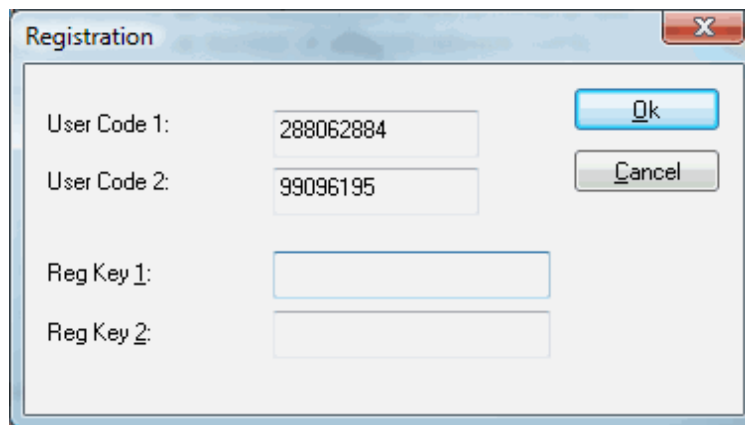 Registration
User Code 1: 288062884
Ok
User Code 2: 99096195
Cancel
Reg Key 1:
Reg Key 2: